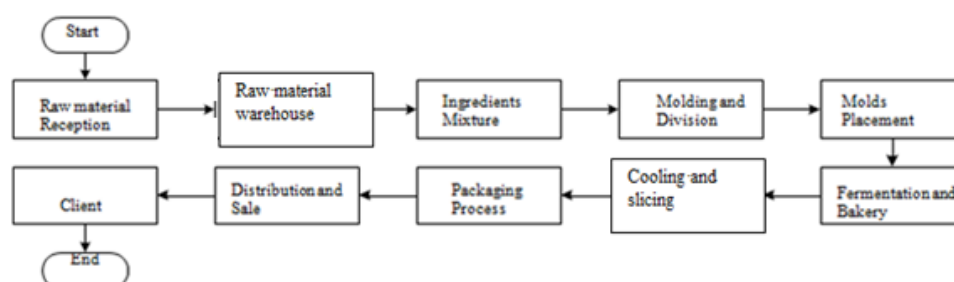 Start
Raw material
Reception
Raw material
warehouse
Ingredients
Mixture
Molding and
Division
Molds
Placement
Client
Distribution and
Sale
Packaging
Process
Cooling and
slicing
Fermentation and
Bakery
End